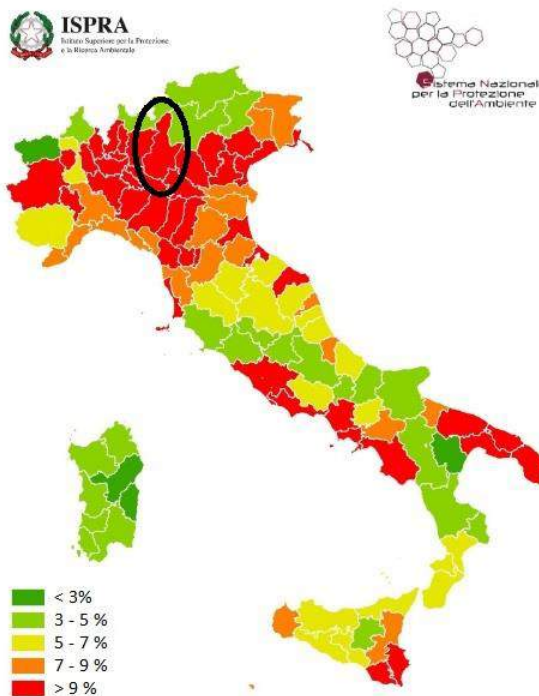 ISPRA
Istituto Superiore per la Protezione
e la Ricerca Ambientale
Sistema Nazionale
per la Protezione
dell'Ambiente
< 3%
3 - 5 %
5 - 7 %
7 - 9 %
> 9 %